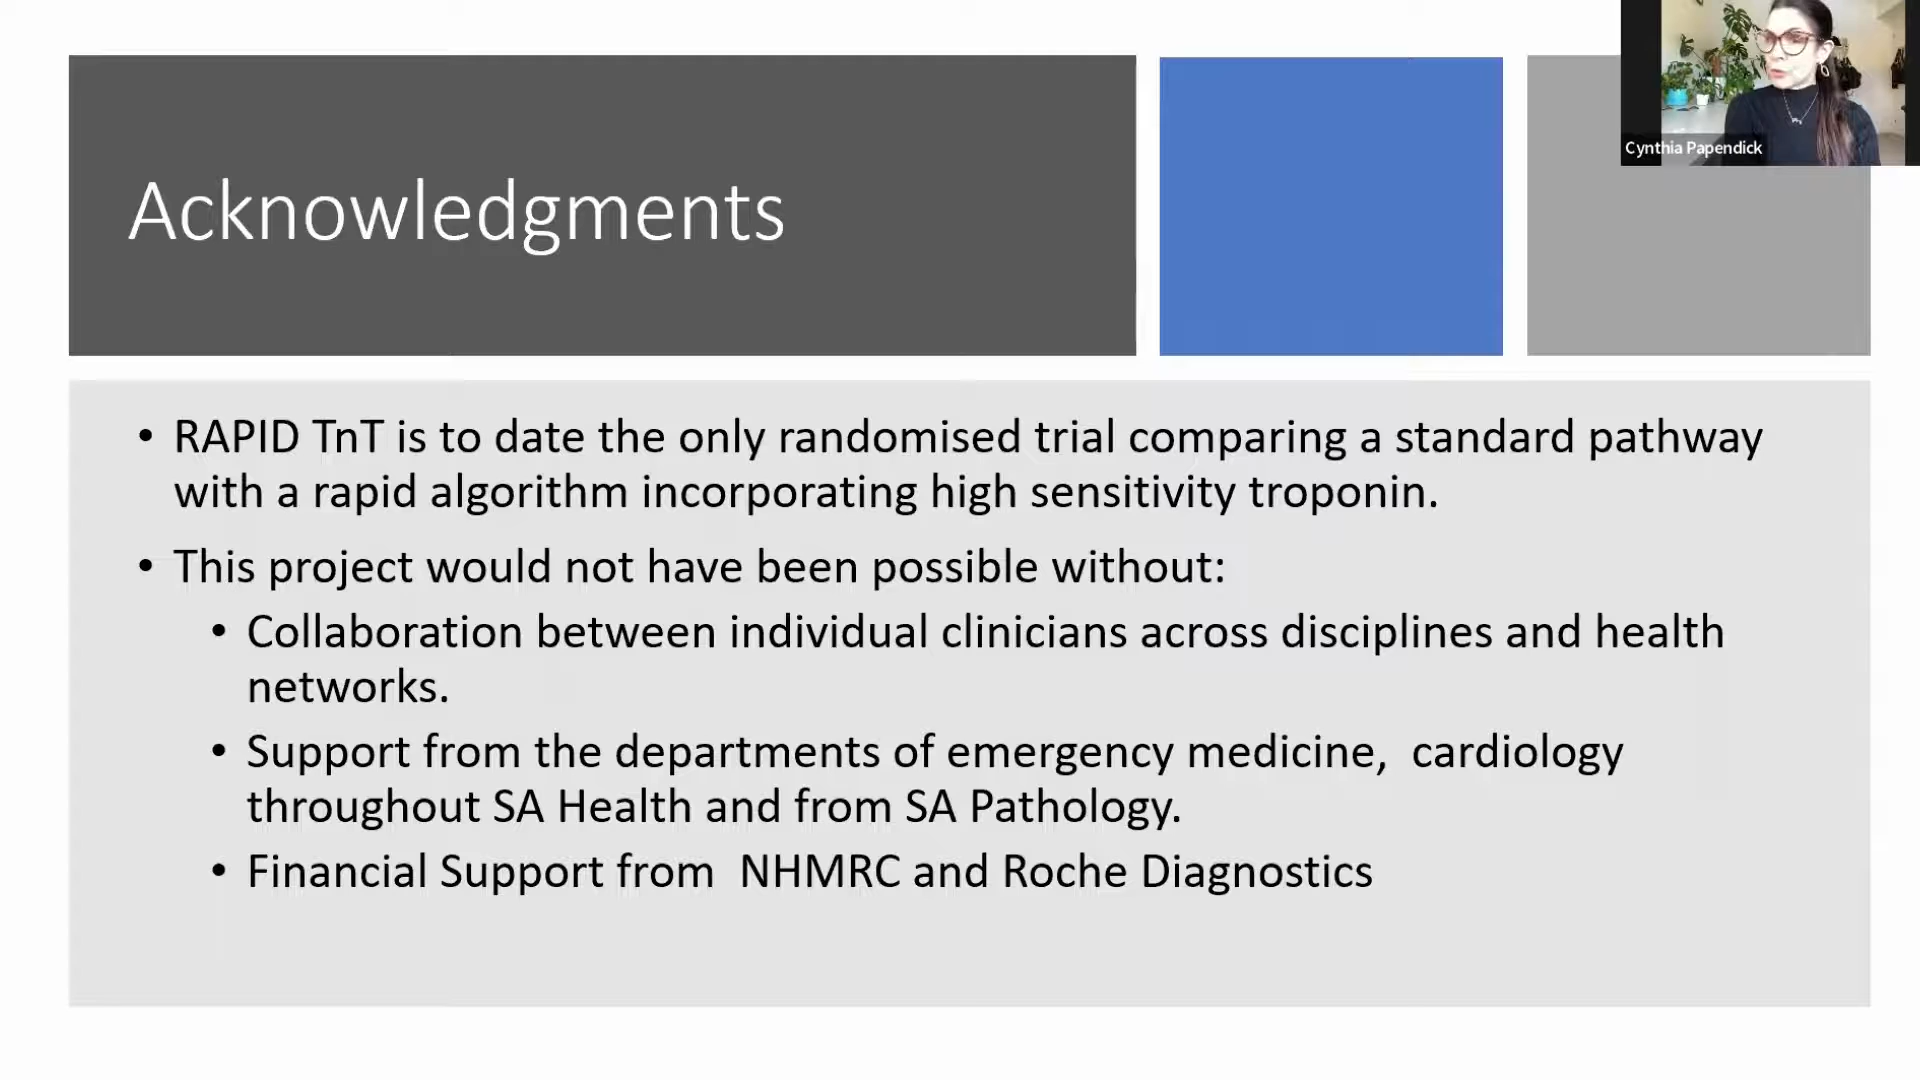 Cynthia Papendick
Acknowledgments
• RAPID TnT is to date the only randomised trial comparing a standard pathway
with a rapid algorithm incorporating high sensitivity troponin.
• This project would not have been possible without:
• Collaboration between individual clinicians across disciplines and health
networks.
• Support from the departments of emergency medicine,  cardiology
throughout SA Health and from SA Pathology.
• Financial Support from  NHMRC and Roche Diagnostics